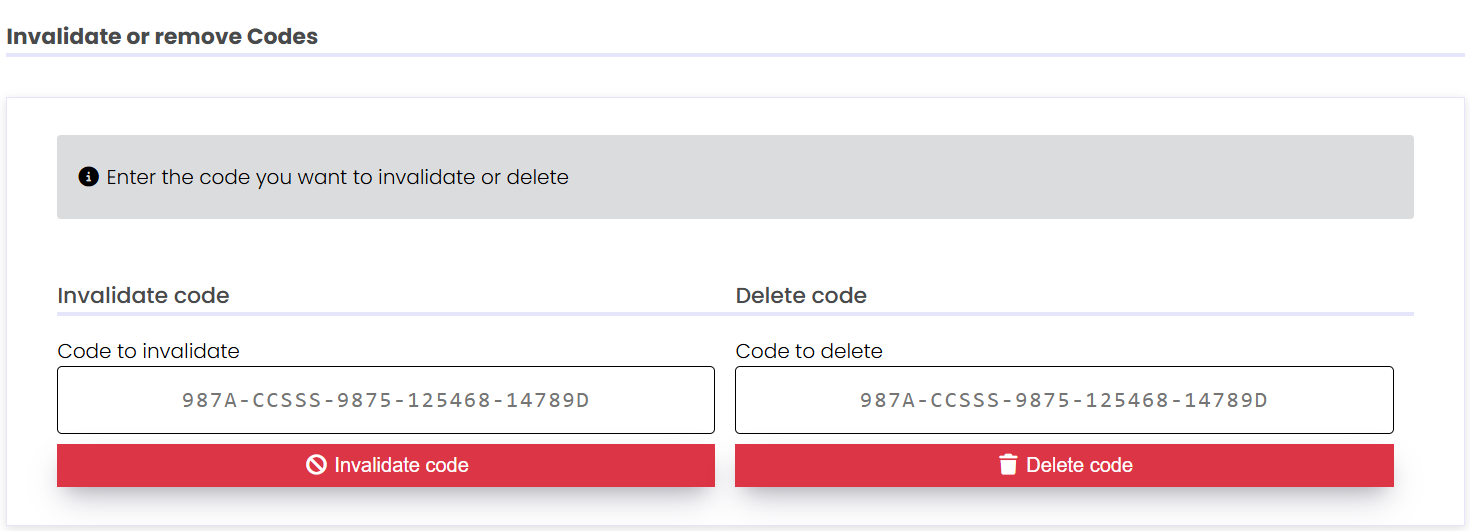 Invalidate or remove Codes
Enter the code you want to invalidate or delete
Invalidate code
Delete code
Code to invalidate
Code to delete
987A-CCSSS-9875-125468-14789D
987A-CCSSS-9875-125468-14789D
Invalidate code
Delete code